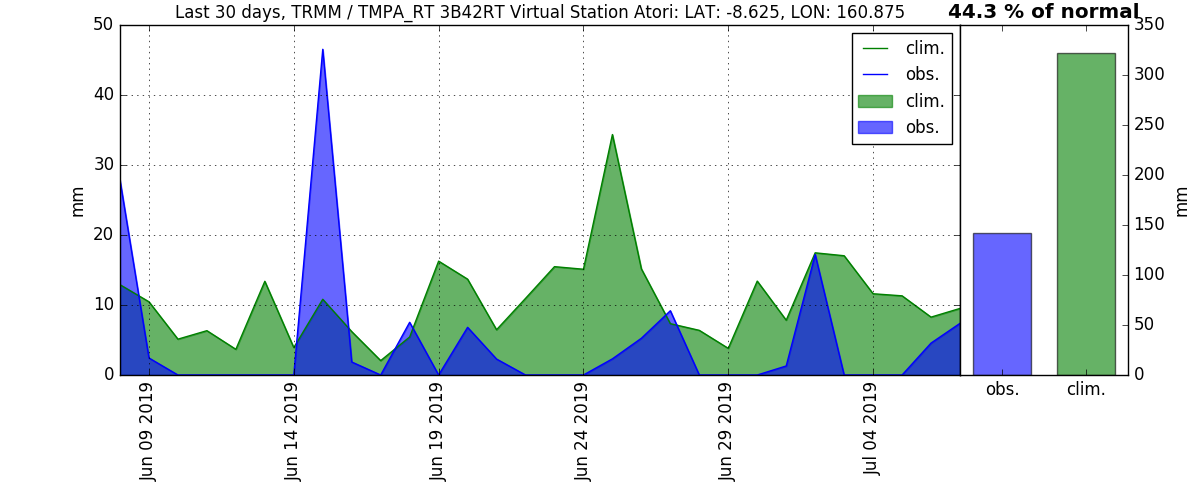 Last 30 days, TRMM / TMPA_RT 3B42RT Virtual Station Atori: LAT: -8.625, LON: 160.875
44.3 % of normal
50
40
30
20
10
0
mm
clim.
obs.
clim.
obs.
350
300
250
200
150
100
50
0
mm
Jun 09 2019
Jun 14 2019
Jun 19 2019
Jun 24 2019
Jun 29 2019
Jul 04 2019
obs.
clim.